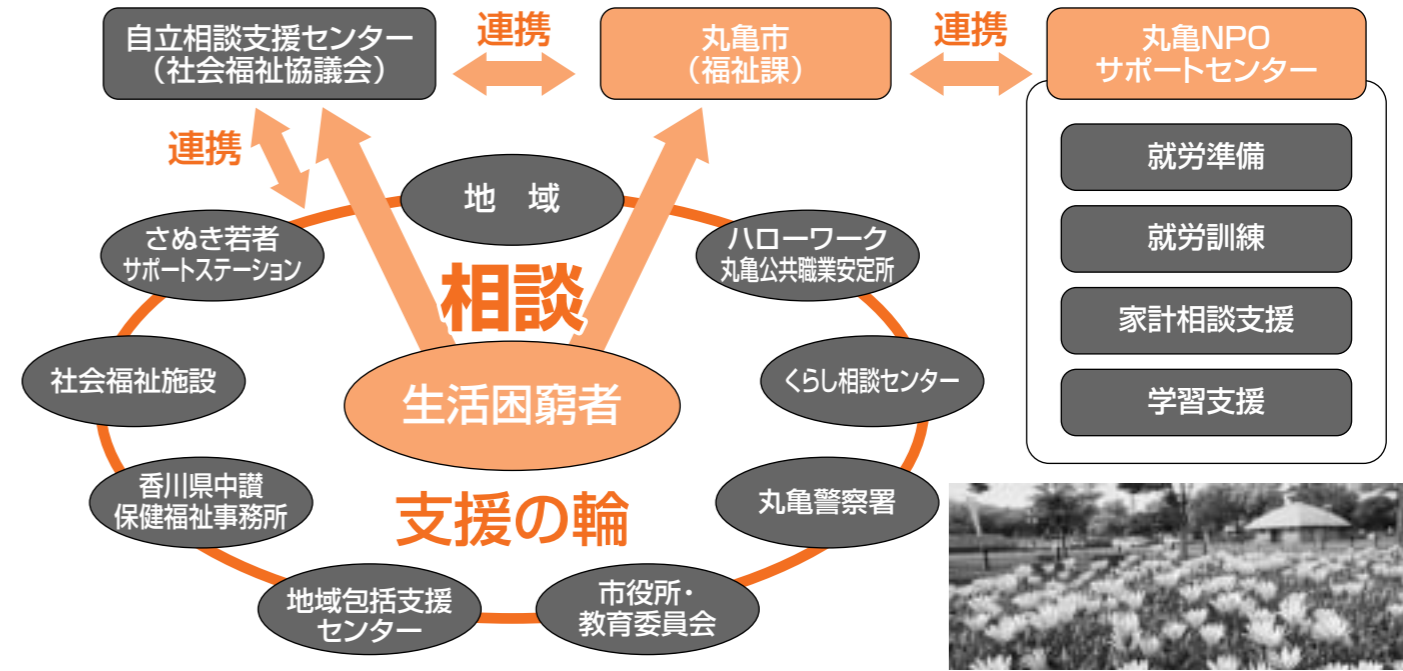 自立相談支援センター
（社会福祉協議会）
連携
丸亀市
（福祉課）
連携
丸亀NPO
サポートセンター
就労準備
就労訓練
家計相談支援
学習支援
連携
地　域
さぬき若者
サポートステーション
ハローワーク
丸亀公共職業安定所
相談
社会福祉施設
生活困窮者
くらし相談センター
香川県中讃
保健福祉事務所
支援の輪
丸亀警察署
地域包括支援
センター
市役所・
教育委員会